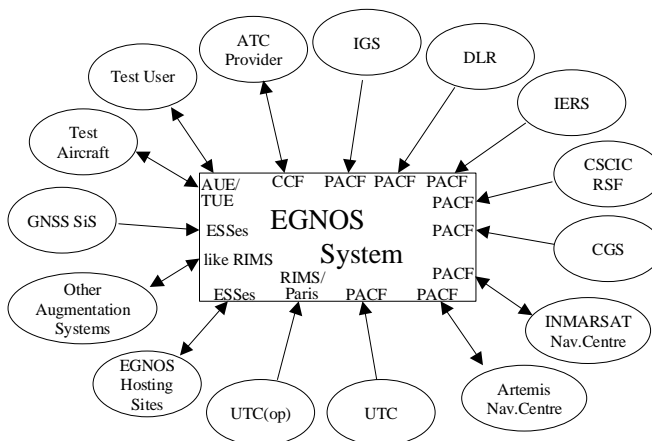 ATC
Provider
IGS
DLR
Test User
IERS
Test
Aircraft
CSCIC
RSF
AUE/
TUE
CCF
PACF
PACF
PACF
PACF
GNSS SiS
ESSes
EGNOS
System
PACF
CGS
like RIMS
PACF
Other
Augmentation
Systems
ESSes
RIMS/
Paris
PACF
PACF
INMARSAT
Nav.Centre
EGNOS
Hosting
Sites
UTC(op)
UTC
Artemis
Nav.Centre